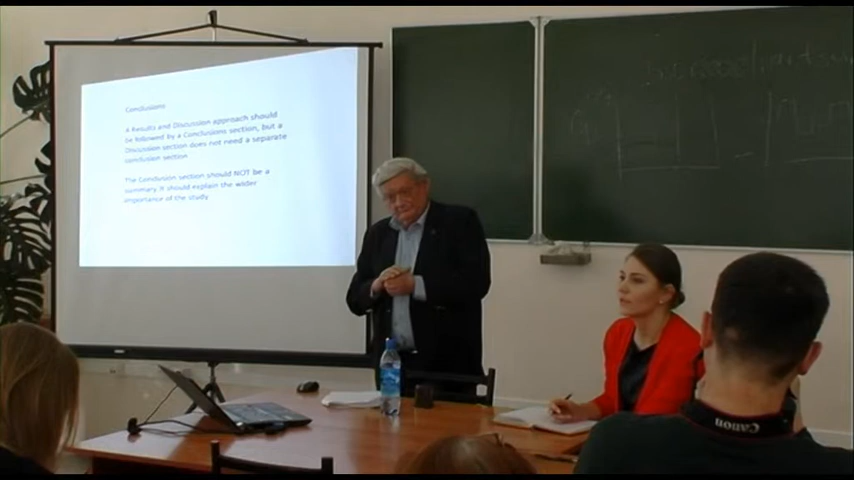 Conclusions
A Results and Discussion approach should
be followed by a Conclusions section, but a
Discussion section does not need a separate
conclusion section
The Conclusion section should NOT be a
summary. It should explain the wider
importance of the study.
Canon